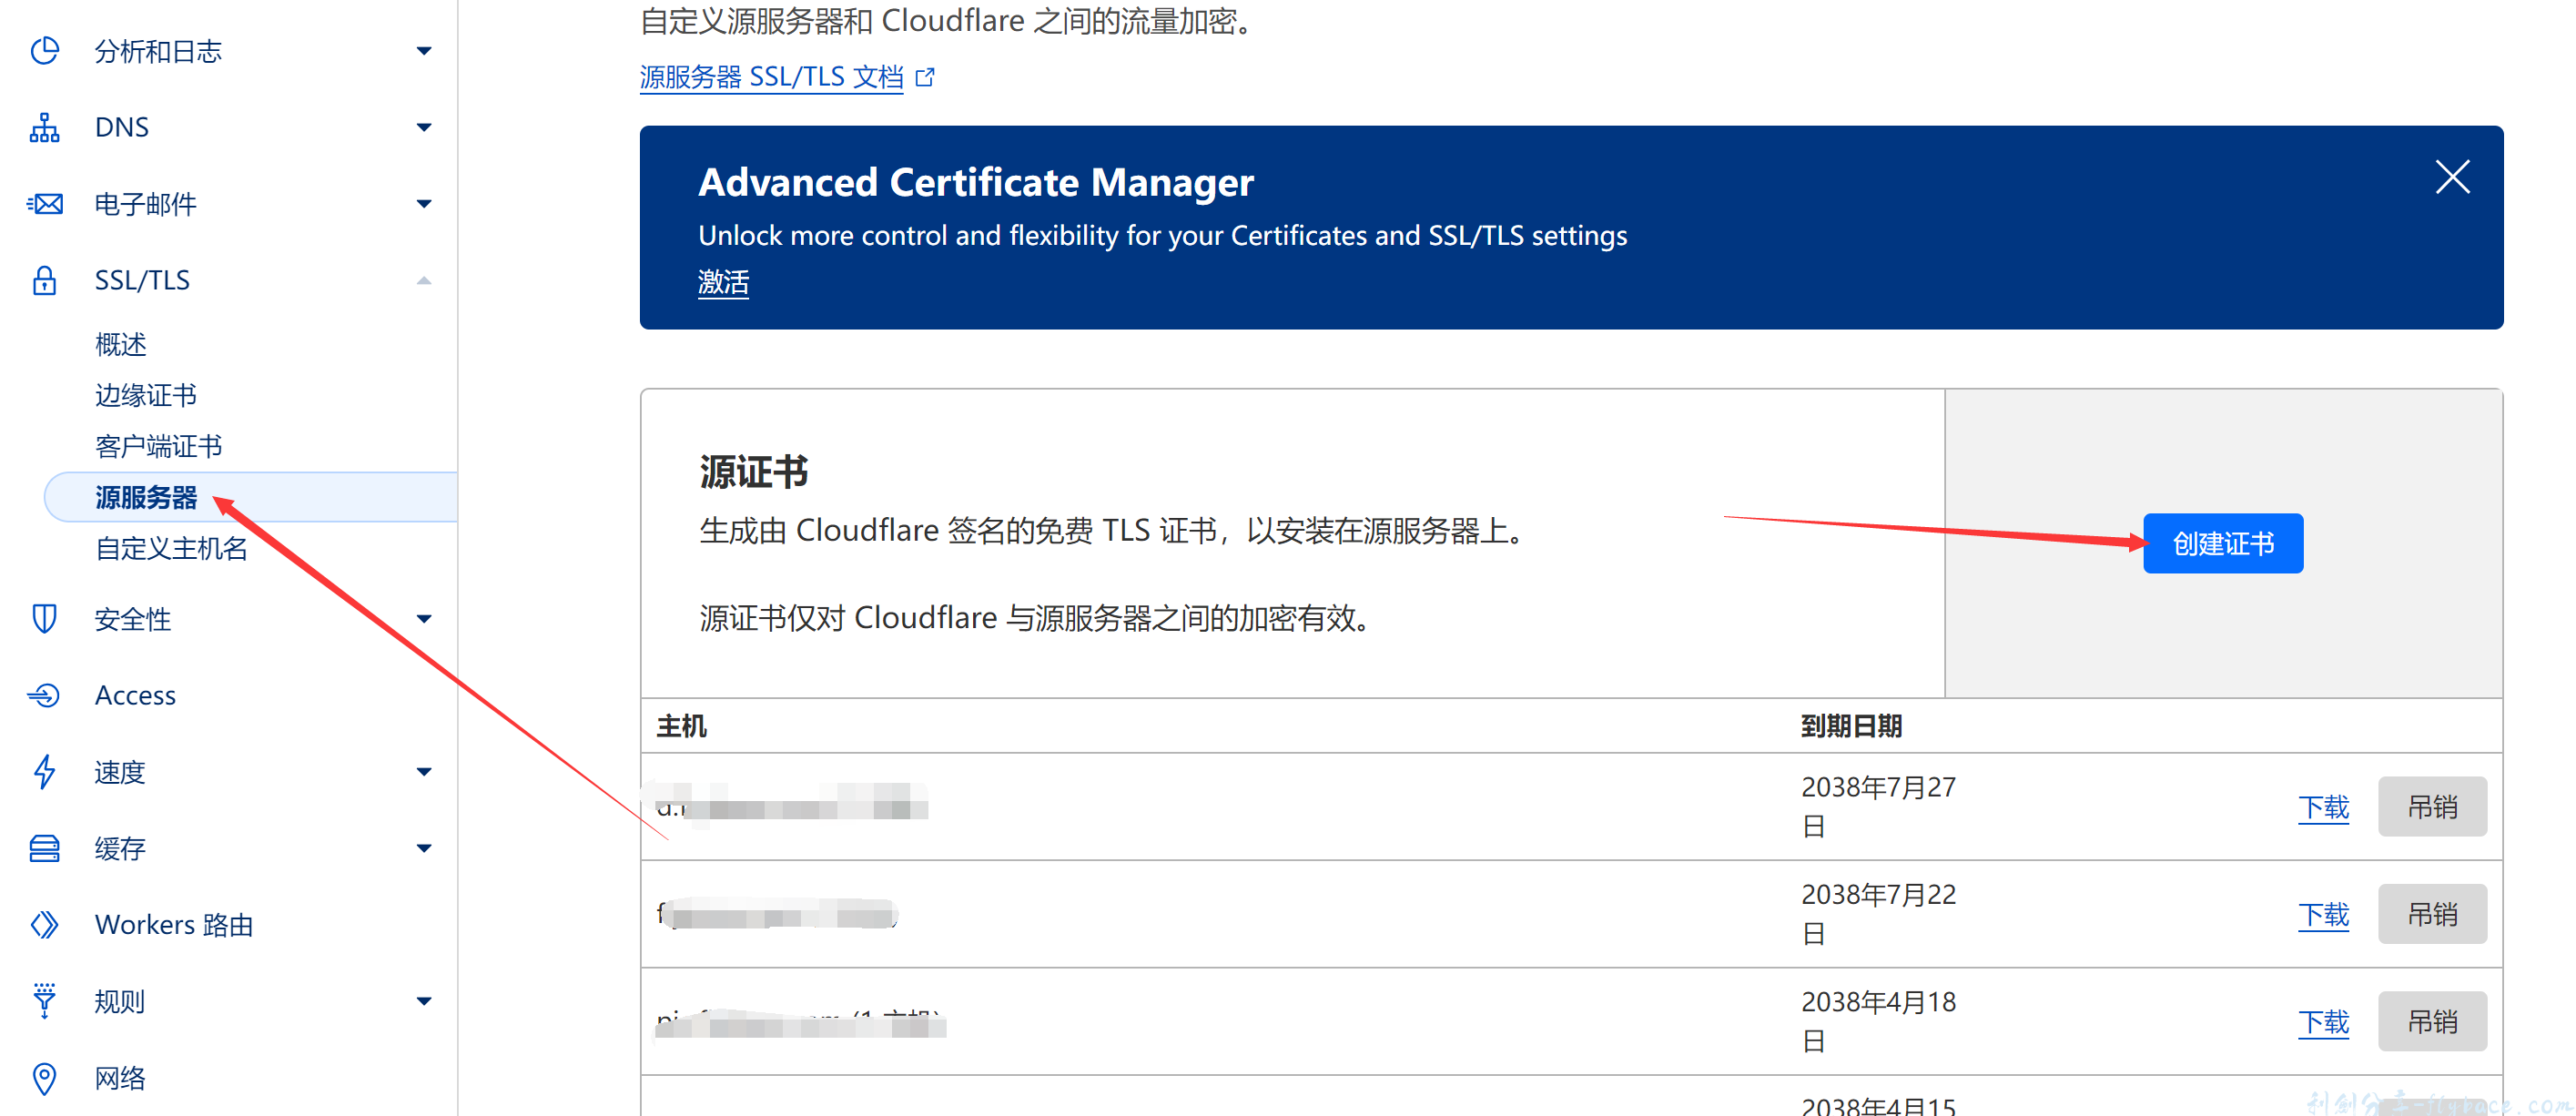 分析和日志
DNS
电子邮件
SSL/TLS
概述
边缘证书
客户端证书
源服务器
自定义主机名
安全性
Access
速度
缓存
Workers 路由
规则
网络
自定义源服务器和 Cloudflare 之间的流量加密。
源服务器 SSL/TLS 文档
Advanced Certificate Manager
Unlock more control and flexibility for your Certificates and SSL/TLS settings
激活
源证书
生成由 Cloudflare 签名的免费 TLS 证书，以安装在源服务器上。
源证书仅对 Cloudflare 与源服务器之间的加密有效。
创建证书
主机 到期日期
2038年7月27
日
下载 吊销
2038年7月22
日
下载 吊销
2038年4月18
日
下载 吊销
2038年4月15
利创分享-flybace.com